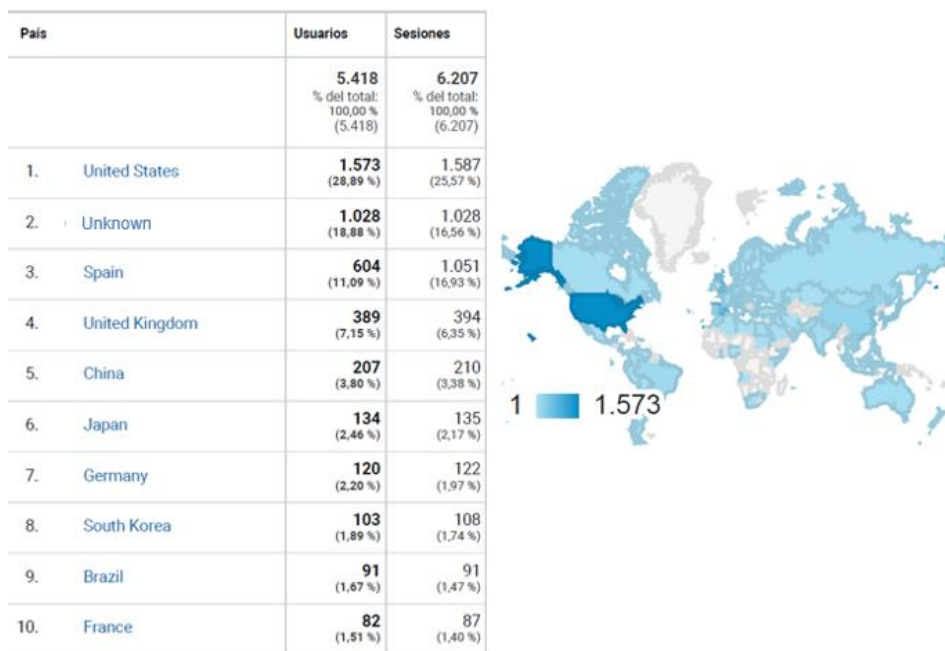 País Usuarios Sesiones
5.418 6.207
% del total: % del total:
100,00 % 100,00 %
(5.418) (6.207)
1. United States 1.573 1.587
(28,89 %) (25,57 %)
2. Unknown 1.028 1.028
(18,88 %) (16,56 %)
3. Spain 604 1.051
(11,09 %) (16,93 %)
4. United Kingdom 389 394
(7,15 %) (6,35 %)
5. China 207 210
(3,80 %) (3,38 %)
6. Japan 134 135
(2,46 %) (2,17 %)
7. Germany 120 122
(2,20 %) (1,97 %)
8. South Korea 103 108
(1,89 %) (1,74 %)
9. Brazil 91 91
(1,67 %) (1,47 %)
10. France 82 87
(1,51 %) (1,40 %)
1 1.573